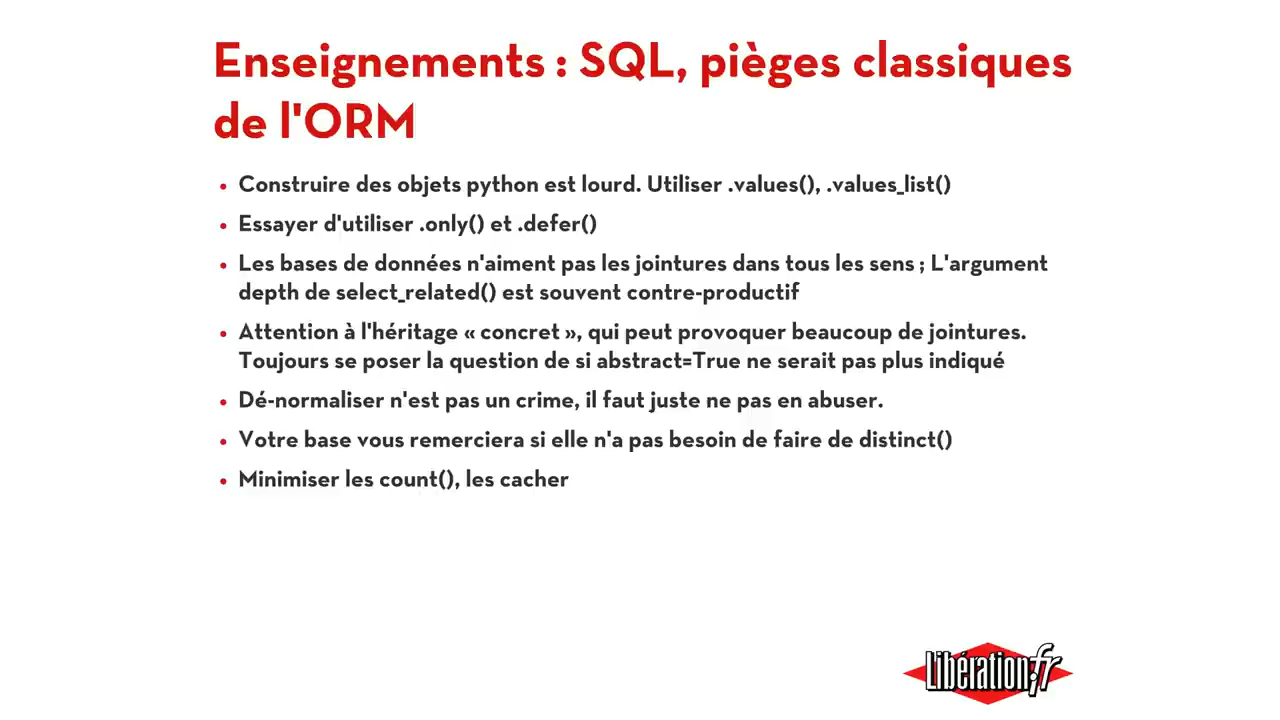 Enseignements : SQL, pièges classiques
de l'ORM
• Construire des objets python est lourd. Utiliser .values(), .values_list()
• Essayer d'utiliser .only() et .defer()
• Les bases de données n'aiment pas les jointures dans tous les sens ; L'argument
depth de select_related() est souvent contre-productif
• Attention à l'héritage « concret », qui peut provoquer beaucoup de jointures.
Toujours se poser la question de si abstract=True ne serait pas plus indiqué
• Dé-normaliser n'est pas un crime, il faut juste ne pas en abuser.
• Votre base vous remerciera si elle n'a pas besoin de faire de distinct()
• Minimiser les count(), les cacher
Libération.fr